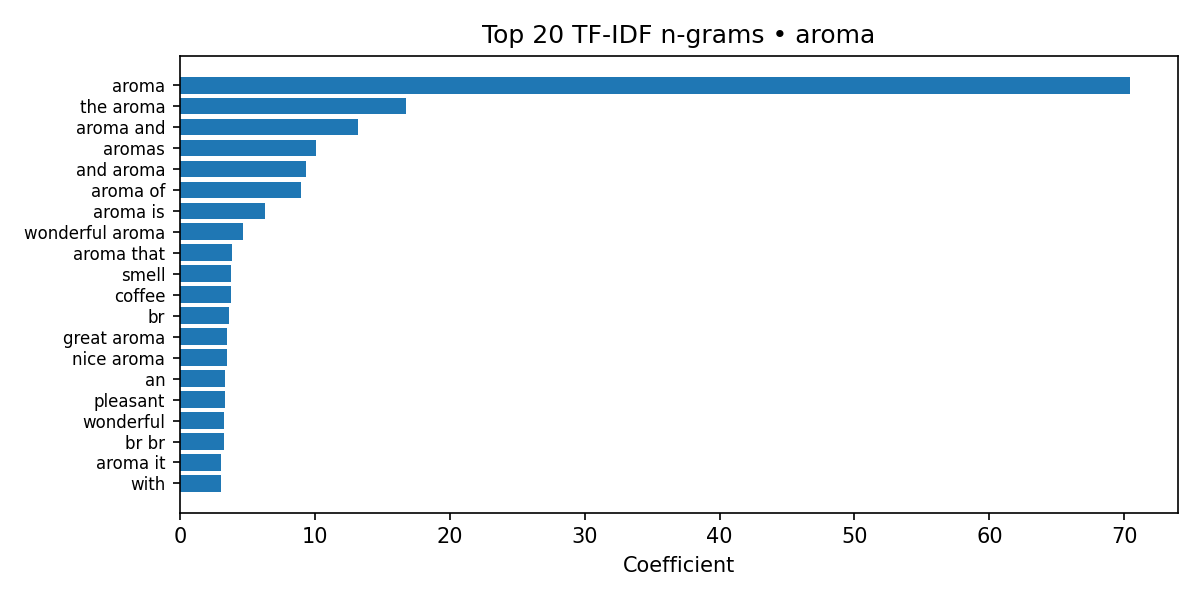 Top 20 TF-IDF n-grams • aroma
aroma
the aroma
aroma and
aromas
and aroma
aroma of
aroma is
wonderful aroma
aroma that
smell
coffee
br
great aroma
nice aroma
an
pleasant
wonderful
br br
aroma it
with
0 10 20 30 40 50 60 70
Coefficient